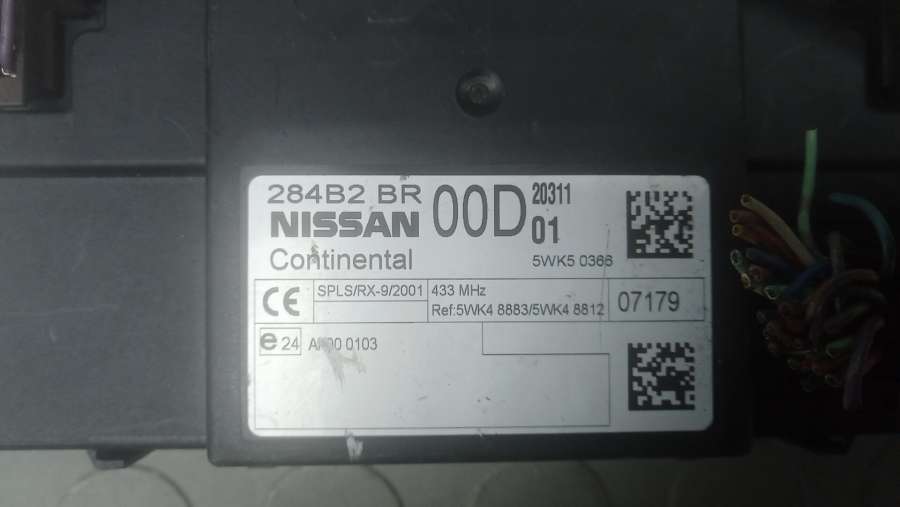 284B2 BR 00D 20311
NISSAN 01
Continental 5WK5 0366
CE SPLS/RX-9/2001 433 MHz 07179
Ref:5WK4 8883/5WK4 8812
e 24 0103